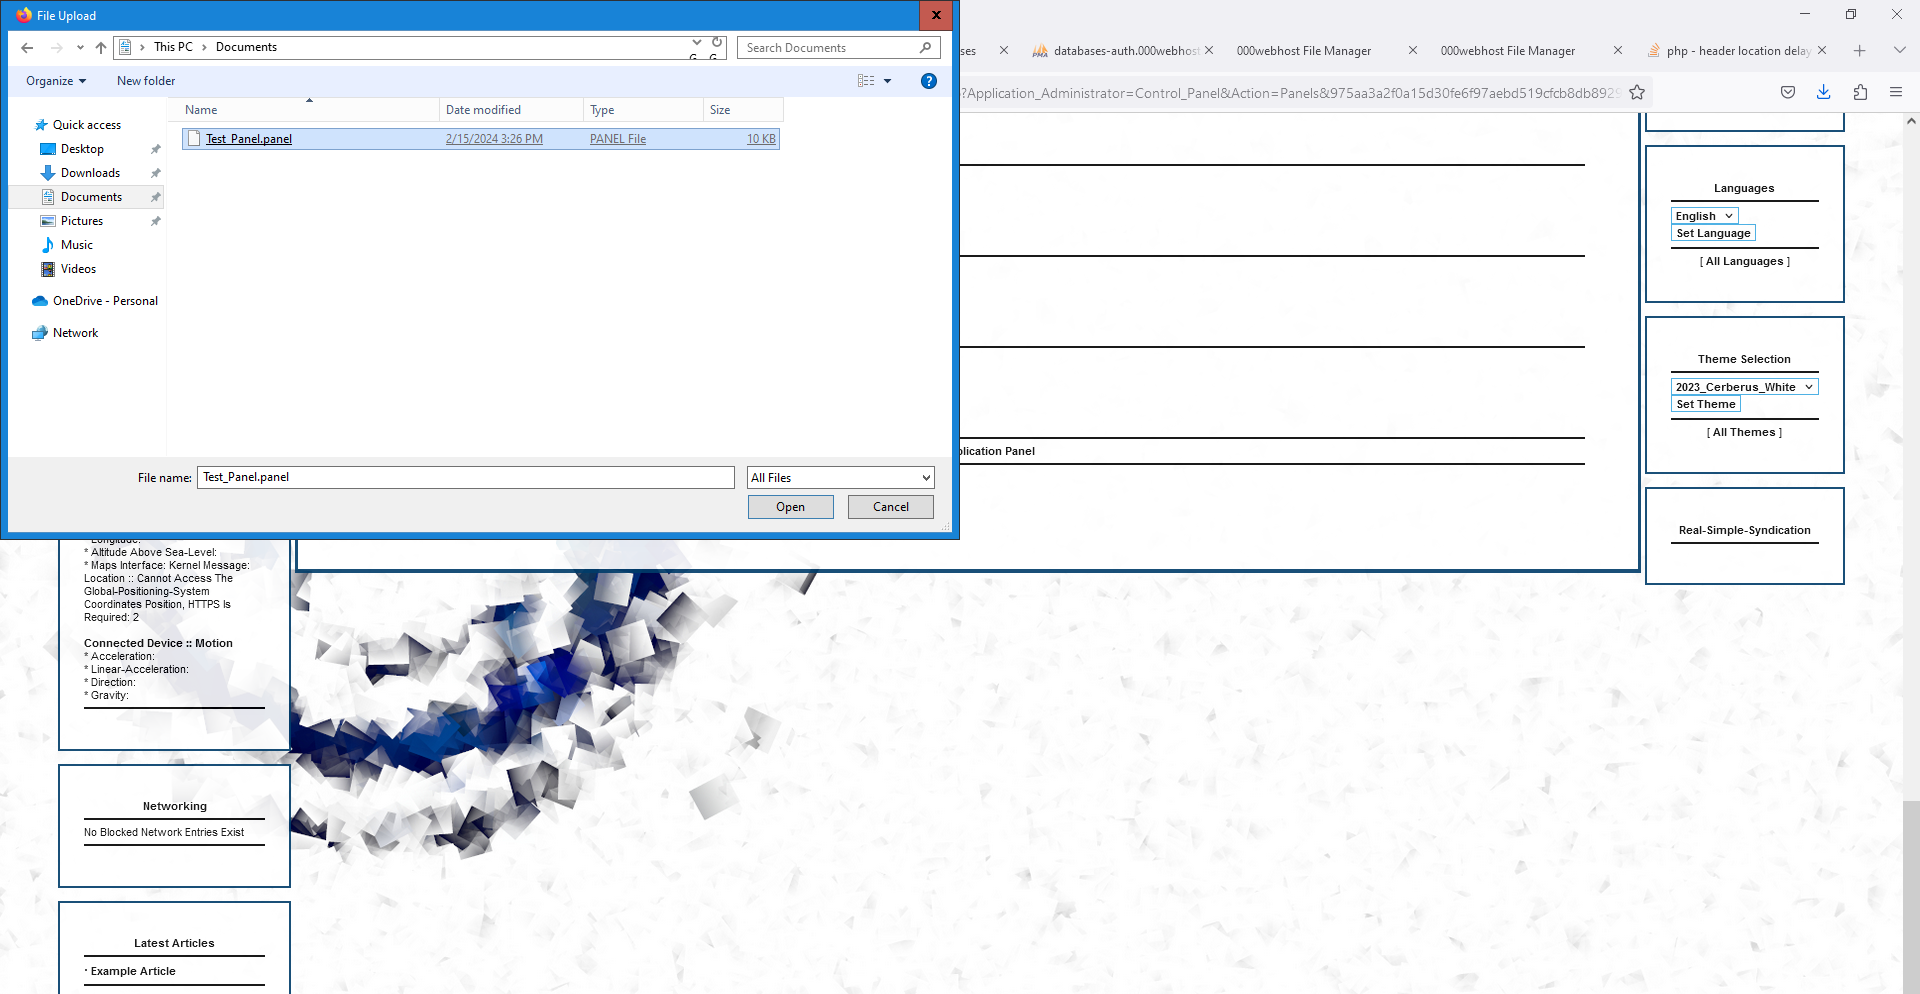 File Upload
This PC
Documents
Search Documents
Organize
New folder
Name
Date modified
Type
Size
Test_Panel.panel
2/15/2024 3:26 PM
PANEL File
10 KB
Quick access
Desktop
Downloads
Documents
Pictures
Music
Videos
OneDrive - Personal
Network
File name:
Test_Panel.panel
All Files
Open
Cancel
ses
databases-auth.000webhost
000webhost File Manager
000webhost File Manager
php - header location delay
?Application_Administrator=Control_Panel&Action=Panels&975aa3a2f0a15d30fe6f97aebd519cfcb8db8929
plication Panel
* Longitude:
* Altitude Above Sea-Level:
* Maps Interface: Kernel Message:
Location :: Cannot Access The
Global-Positioning-System
Coordinates Position, HTTPS Is
Required: 2
Connected Device :: Motion
* Acceleration:
* Linear-Acceleration:
* Direction:
* Gravity:
Networking
No Blocked Network Entries Exist
Latest Articles
· Example Article
Languages
English
Set Language
[ All Languages ]
Theme Selection
2023_Cerberus_White
Set Theme
[ All Themes ]
Real-Simple-Syndication